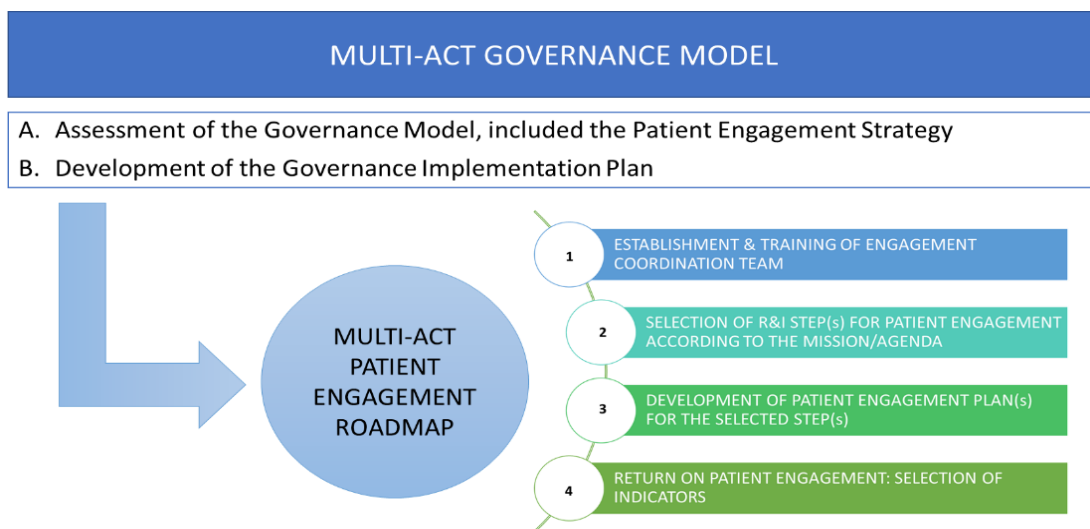 MULTI-ACT GOVERNANCE MODEL
A. Assessment of the Governance Model, included the Patient Engagement Strategy
B. Development of the Governance Implementation Plan
MULTI-ACT
PATIENT
ENGAGEMENT
ROADMAP
1
ESTABLISHMENT & TRAINING OF ENGAGEMENT
COORDINATION TEAM
2
SELECTION OF R&I STEP(s) FOR PATIENT ENGAGEMENT
ACCORDING TO THE MISSION/AGENDA
3
DEVELOPMENT OF PATIENT ENGAGEMENT PLAN(s)
FOR THE SELECTED STEP(s)
4
RETURN ON PATIENT ENGAGEMENT: SELECTION OF
INDICATORS